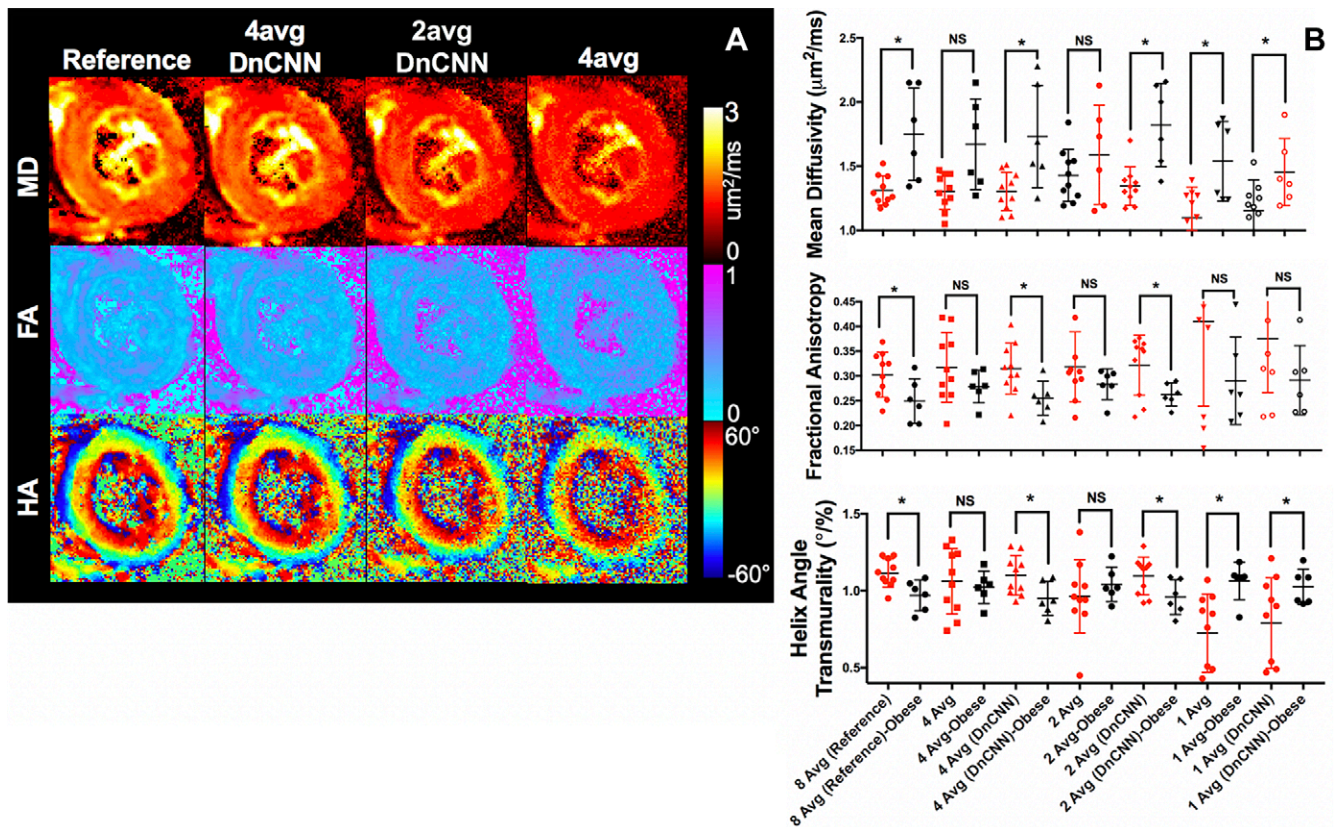 Reference
4avg
DnCNN
2avg
DnCNN
4avg
A
MD
FA
HA
3
um²/ms
0
1
0
60°
-60°
B
Mean Diffusivity (μm²/ms)
2.5
2.0
1.5
1.0
* NS * NS * * *
Fractional Anisotropy
0.45
0.40
0.35
0.30
0.25
0.20
0.15
* NS * NS * NS NS
Helix Angle
Transmurality (°/%)
1.5
1.0
0.5
* NS * NS * * *
8 Avg (Reference)
8 Avg (Reference)-Obese
4 Avg
4 Avg-Obese
4 Avg (DnCNN)
4 Avg (DnCNN)-Obese
2 Avg
2 Avg-Obese
2 Avg (DnCNN)
2 Avg (DnCNN)-Obese
1 Avg
1 Avg-Obese
1 Avg (DnCNN)
1 Avg (DnCNN)-Obese